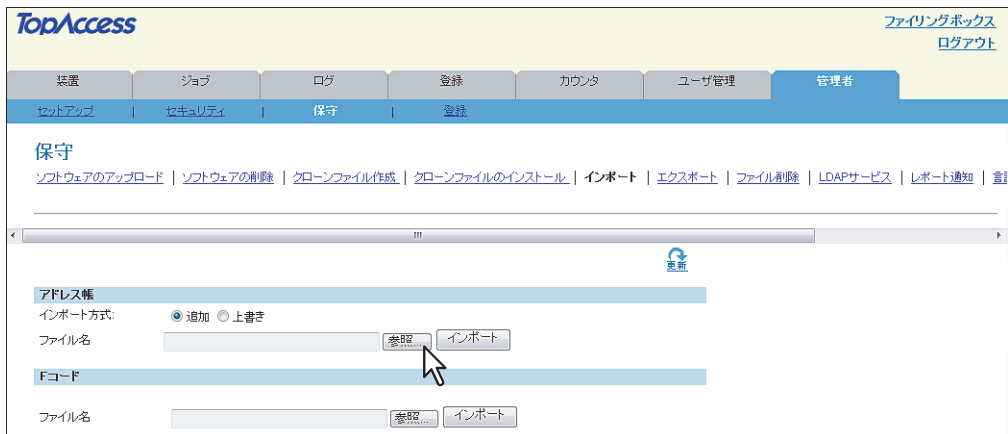 TopAccess
ファイリングボックス
ログアウト
装置 ジョブ ログ 登録 カウンタ ユーザ管理 管理者
セットアップ | セキュリティ | 保守 | 登録
保守
ソフトウェアのアップロード | ソフトウェアの削除 | クローンファイル作成 | クローンファイルのインストール | インポート | エクスポート | ファイル削除 | LDAPサービス | レポート通知 | 言
更新
アドレス帳
インポート方式: 追加 上書き
ファイル名 参照... インポート
Fコード
ファイル名 参照... インポート